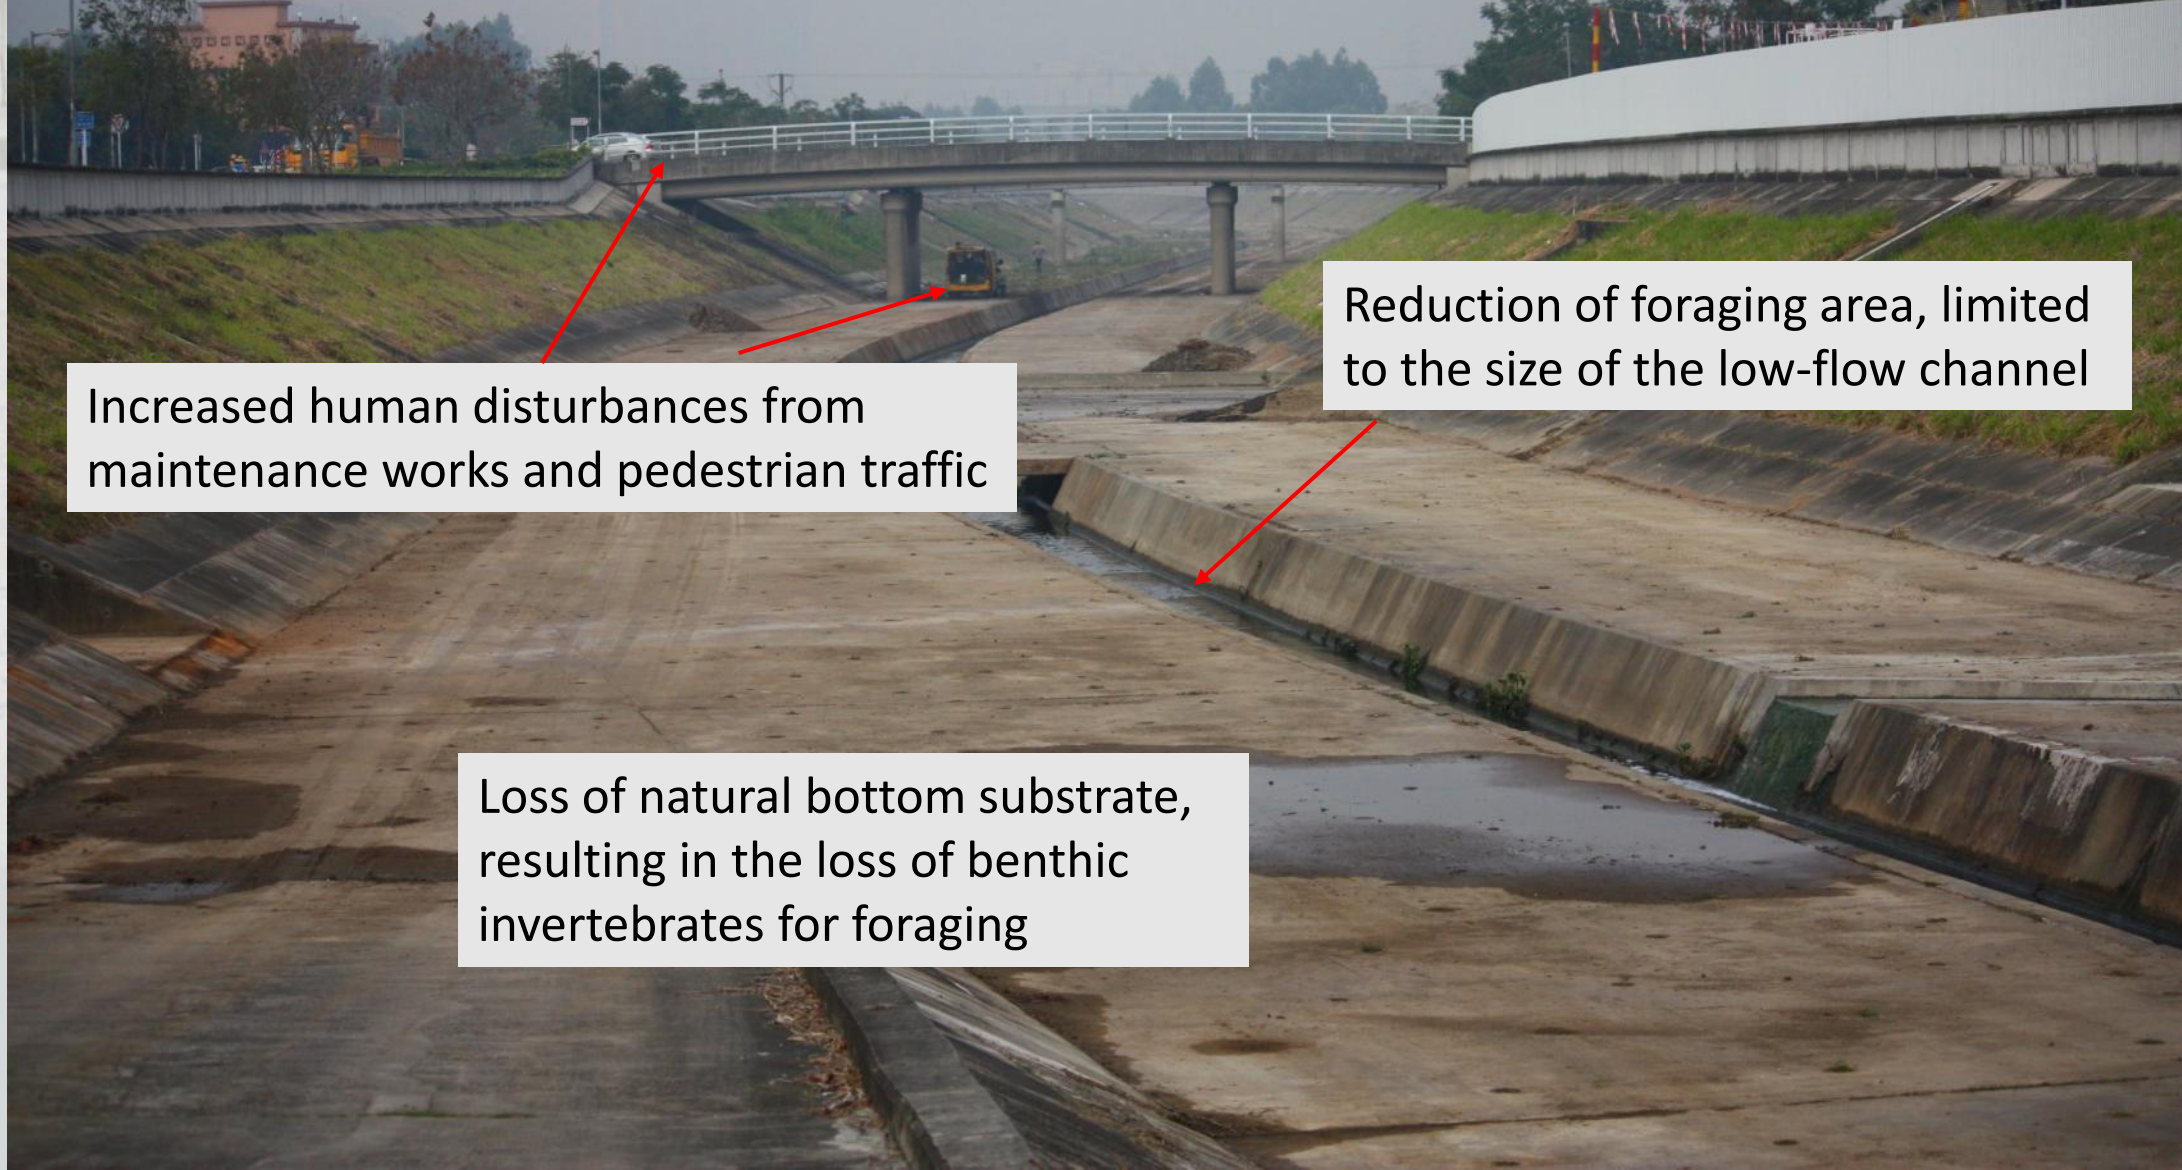 Increased human disturbances from
maintenance works and pedestrian traffic
Reduction of foraging area, limited
to the size of the low-flow channel
Loss of natural bottom substrate,
resulting in the loss of benthic
invertebrates for foraging